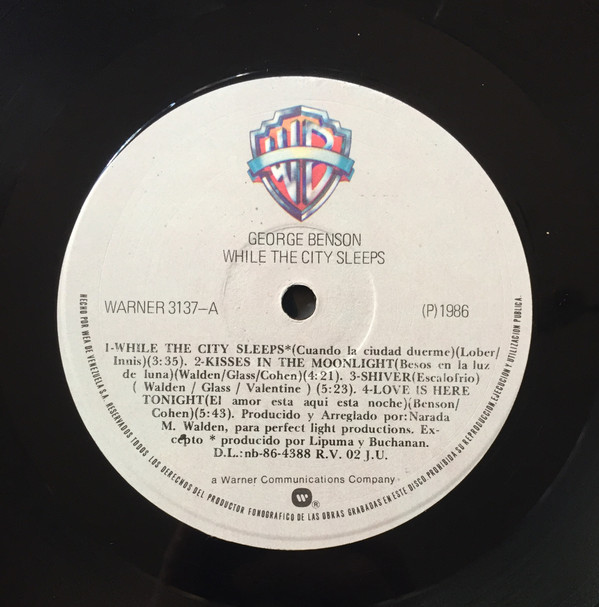 WB
GEORGE BENSON
WHILE THE CITY SLEEPS
WARNER 3137-A
(P)1986
1-WHILE THE CITY SLEEPS*(Cuando la ciudad duerme)(Lober/
Innis)(3:35). 2-KISSES IN THE MOONLIGHT(Besos en la luz
de luna)(Walden/Glass/Cohen)(4:21). 3-SHIVER(Escalofrio)
( Walden / Glass / Valentine ) (5:23). 4-LOVE IS HERE
TONIGHT(El amor esta aqui esta noche)(Benson/
Cohen)(5:43). Producido y Arreglado por:Narada
M. Walden, para perfect light productions. Ex-
cepto * producido por Lipuma y Buchanan.
D.L.:nb-86-4388 R.V. 02 J.U.
a Warner Communications Company
®
HECHO POR WEA DE VENEZUELA S.A. RESERVADOS TODOS LOS DERECHOS DEL PRODUCTOR FONOGRAFICO DE LAS OBRAS GRABADAS EN ESTE DISCO. PROHIBIDA SU REPRODUCCION, EJECUCION Y UTILIZACION PUBLICA.